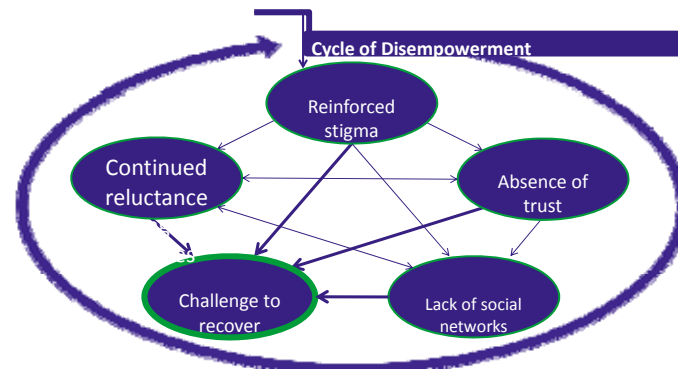 Cycle of Disempowerment
Reinforced
stigma
Continued
reluctance
Absence of
trust
Challenge to
recover
Lack of social
networks